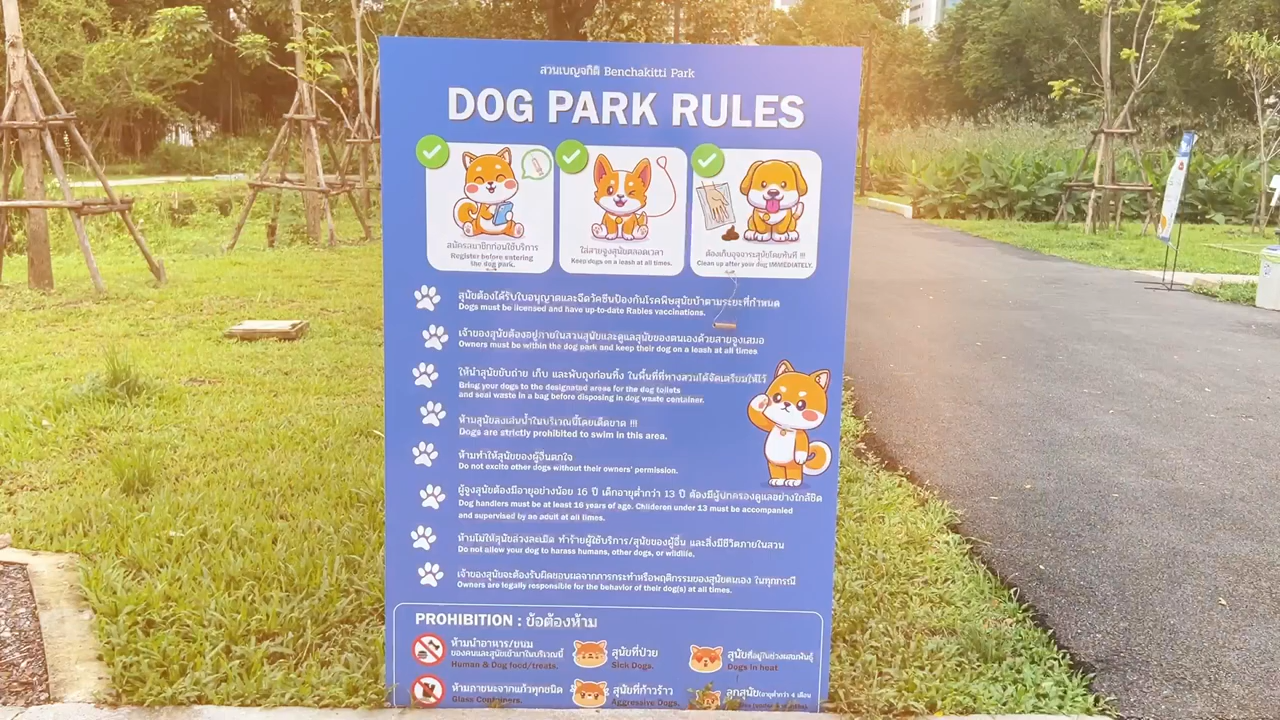 สวนเบญจกิติ Benchakitti Park
DOG PARK RULES
สมัครสมาชิกก่อนใช้บริการ
Register before entering
the dog park.
ใส่สายจูงสุนัขตลอดเวลา
Keep dogs on a leash at all times.
ต้องเก็บอุจจาระสุนัขโดยทันที !!!
Clean up after your dog IMMEDIATELY.
สุนัขต้องได้รับใบอนุญาตและฉีดวัคซีนป้องกันโรคพิษสุนัขบ้าตามระยะที่กำหนด
Dogs must be licensed and have up-to-date Rabies vaccinations.
เจ้าของสุนัขต้องอยู่ภายในสวนสุนัขและดูแลสุนัขของตนเองด้วยสายจูงเสมอ
Owners must be within the dog park and keep their dog on a leash at all times
ให้นำสุนัขขับถ่าย เก็บ และพับถุงก่อนทิ้ง ในพื้นที่ที่ทางสวนได้จัดเตรียมให้ไว้
Bring your dogs to the designated areas for the dog toilets
and seal waste in a bag before disposing in dog waste container.
ห้ามสุนัขลงเล่นน้ำในบริเวณนี้โดยเด็ดขาด !!!
Dogs are strictly prohibited to swim in this area.
ห้ามทำให้สุนัขของผู้อื่นตกใจ
Do not excite other dogs without their owners' permission.
ผู้จูงสุนัขต้องมีอายุอย่างน้อย 16 ปี เด็กอายุต่ำกว่า 13 ปี ต้องมีผู้ปกครองดูแลอย่างใกล้ชิด
Dog handlers must be at least 16 years of age. Childeren under 13 must be accompanied
and supervised by an adult at all times.
ห้ามไม่ให้สุนัขล่วงละเมิด ทำร้ายผู้ใช้บริการ/สุนัขของผู้อื่น และสิ่งมีชีวิตภายในสวน
Do not allow your dog to harass humans, other dogs, or wildlife.
เจ้าของสุนัขจะต้องรับผิดชอบผลจากการกระทำหรือพฤติกรรมของสุนัขตนเอง ในทุกกรณี
Owners are legally responsible for the behavior of their dog(s) at all times.
PROHIBITION : ข้อต้องห้าม
ห้ามนำอาหาร/ขนม
ของคนและสุนัขเข้ามาในบริเวณนี้
Human & Dog food/treats.
สุนัขที่ป่วย
Sick Dogs.
สุนัขที่อยู่ในช่วงผสมพันธุ์
Dogs in heat
ห้ามภาชนะจากแก้วทุกชนิด
Glass Containers.
สุนัขที่ก้าวร้าว
Aggressive Dogs.
ลูกสุนัข(อายุต่ำกว่า 4 เดือน